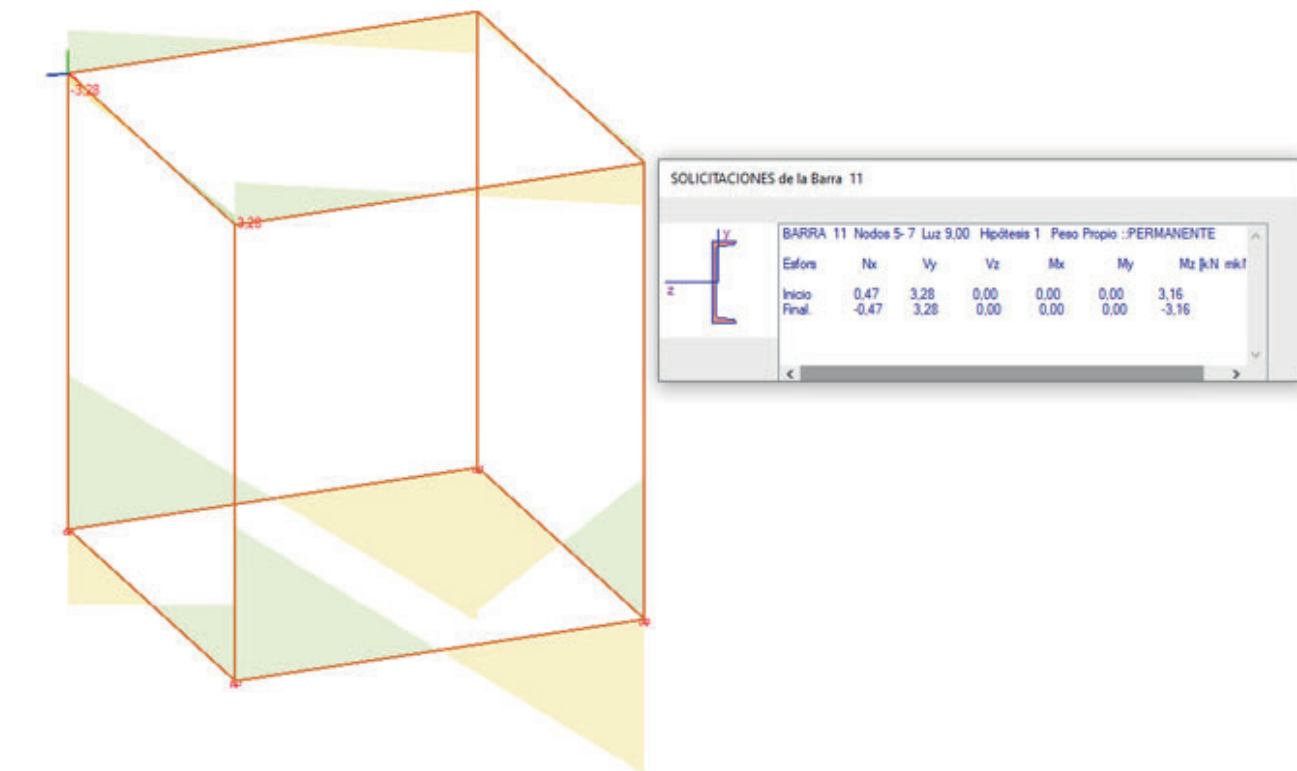 -3,28
3,28
SOLICITACIONES de la Barra 11
y
z
BARRA 11 Nodos 5- 7 Luz 9,00 Hipótesis 1 Peso Propio ::PERMANENTE
Esfors Nx Vy Vz Mx My Mz [kN mkN
Inicio 0,47 3,28 0,00 0,00 0,00 3,16
Final. -0,47 3,28 0,00 0,00 0,00 -3,16